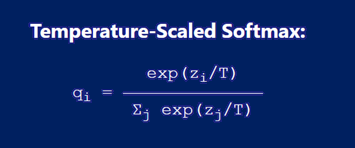 Temperature-Scaled Softmax:
exp(zᵢ/T)
qᵢ = ─────────
Σⱼ exp(zⱼ/T)